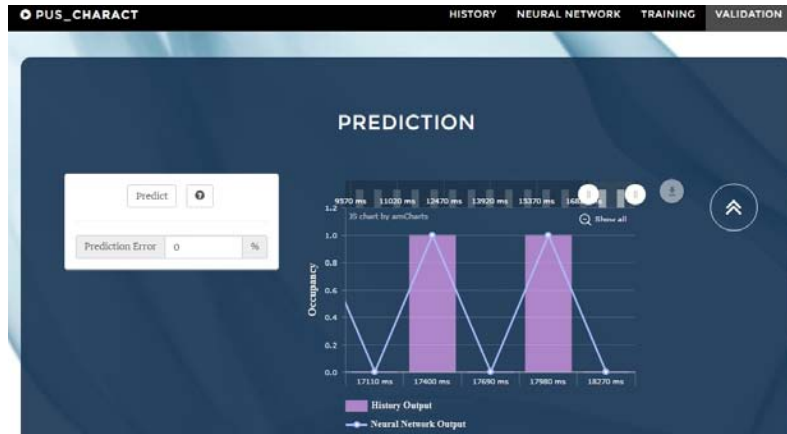 PUS_CHARACT HISTORY NEURAL NETWORK TRAINING VALIDATION
PREDICTION
Predict
Prediction Error 0 %
9570 ms 11020 ms 12470 ms 13920 ms 15370 ms
JS chart by amCharts
Show all
Occupancy
1.2
1.0
0.8
0.6
0.4
0.2
0.0
17110 ms 17400 ms 17690 ms 17980 ms 18270 ms
History Output
Neural Network Output